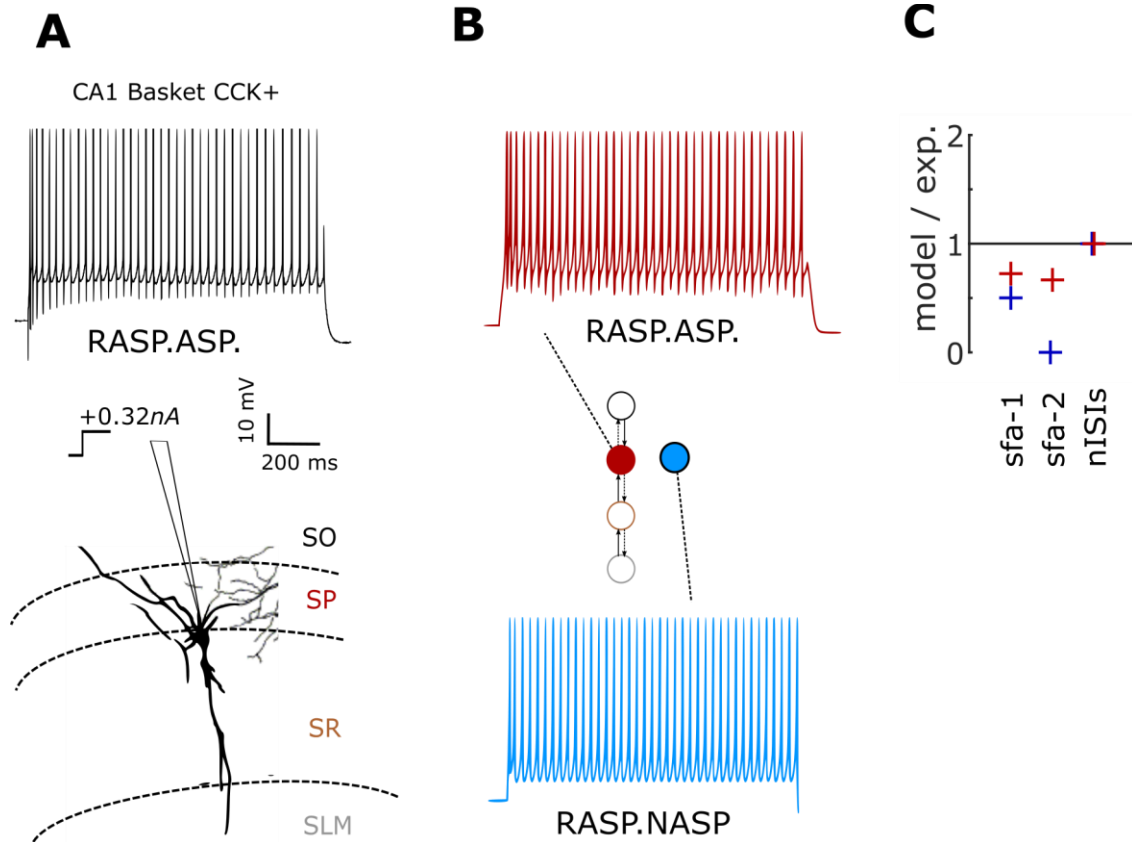 A
CA1 Basket CCK+
RASP.ASP.
+0.32nA
10 mV
200 ms
SO
SP
SR
SLM
B
RASP.ASP.
RASP.NASP
C
model / exp.
2
1
0
sfa-1
sfa-2
nISIs